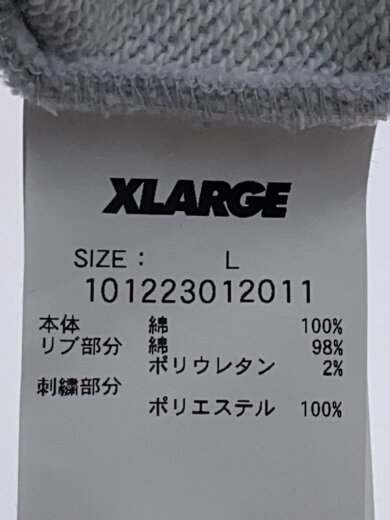 XLARGE
SIZE : L
101223012011
本体 綿 100%
リブ部分 綿 98%
ポリウレタン 2%
刺繍部分
ポリエステル 100%